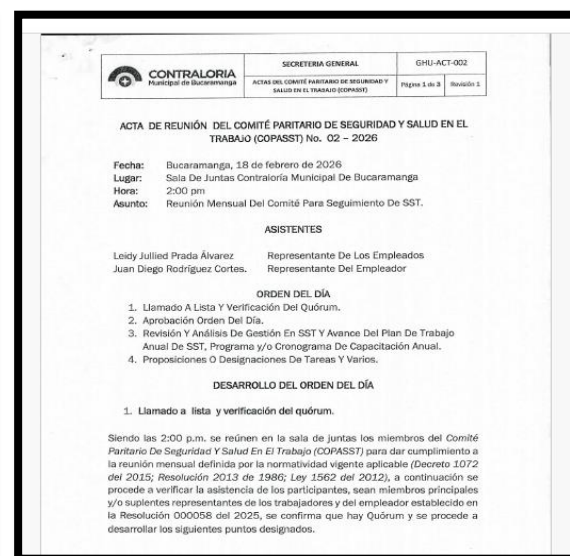 CONTRALORIA
Municipal de Bucaramanga
SECRETERIA GENERAL
GHU-ACT-002
ACTAS DEL COMITÉ PARITARIO DE SEGURIDAD Y
SALUD EN EL TRABAJO (COPASST)
Página 1 de 3
Revisión 1
ACTA DE REUNIÓN DEL COMITÉ PARITARIO DE SEGURIDAD Y SALUD EN EL
TRABAJO (COPASST) No. 02 – 2026
Fecha: Bucaramanga, 18 de febrero de 2026
Lugar: Sala De Juntas Contraloría Municipal De Bucaramanga
Hora: 2:00 pm
Asunto: Reunión Mensual Del Comité Para Seguimiento De SST.
ASISTENTES
Leidy Jullied Prada Álvarez Representante De Los Empleados
Juan Diego Rodríguez Cortes. Representante Del Empleador
ORDEN DEL DÍA
1. Llamado A Lista Y Verificación Del Quórum.
2. Aprobación Orden Del Día.
3. Revisión Y Análisis De Gestión En SST Y Avance Del Plan De Trabajo
Anual De SST, Programa y/o Cronograma De Capacitación Anual.
4. Proposiciones O Designaciones De Tareas Y Varios.
DESARROLLO DEL ORDEN DEL DÍA
1. Llamado a lista y verificación del quórum.
Siendo las 2:00 p.m. se reúnen en la sala de juntas los miembros del Comité
Paritario De Seguridad Y Salud En El Trabajo (COPASST) para dar cumplimiento a
la reunión mensual definida por la normatividad vigente aplicable (Decreto 1072
del 2015; Resolución 2013 de 1986; Ley 1562 del 2012), a continuación se
procede a verificar la asistencia de los participantes, sean miembros principales
y/o suplentes representantes de los trabajadores y del empleador establecido en
la Resolución 000058 del 2025, se confirma que hay Quórum y se procede a
desarrollar los siguientes puntos designados.